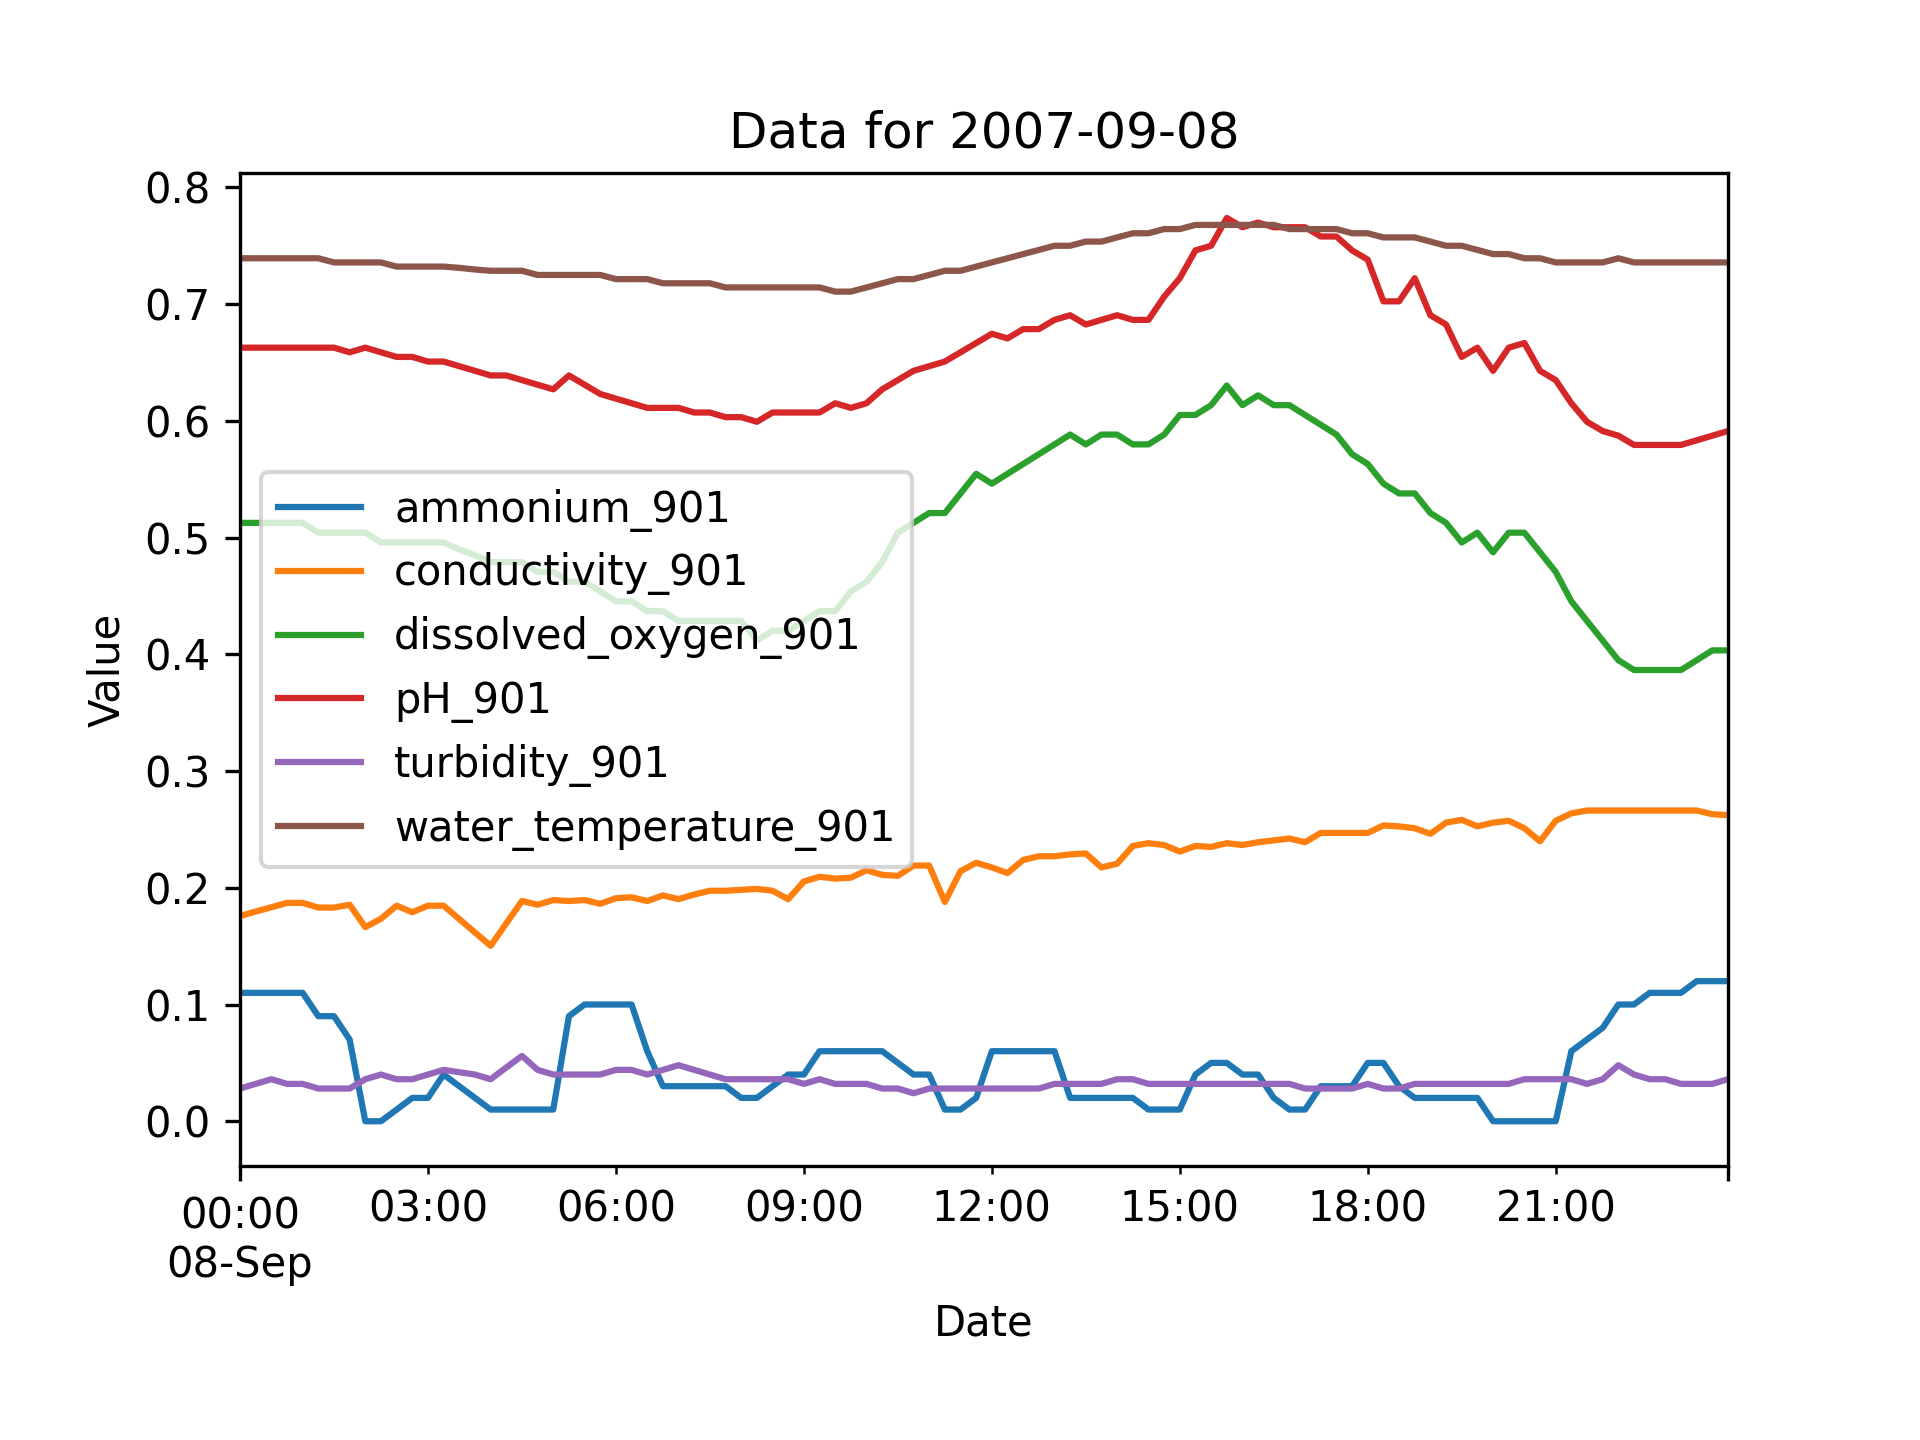 Data for 2007-09-08
Value
0.8
0.7
0.6
0.5
0.4
0.3
0.2
0.1
0.0
ammonium_901
conductivity_901
dissolved_oxygen_901
pH_901
turbidity_901
water_temperature_901
00:00 03:00 06:00 09:00 12:00 15:00 18:00 21:00
08-Sep
Date